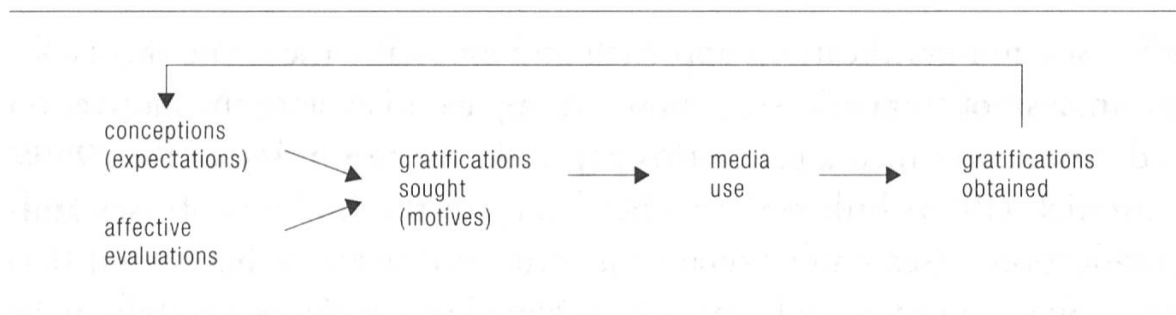 conceptions
(expectations)
affective
evaluations
gratifications
sought
(motives)
media
use
gratifications
obtained